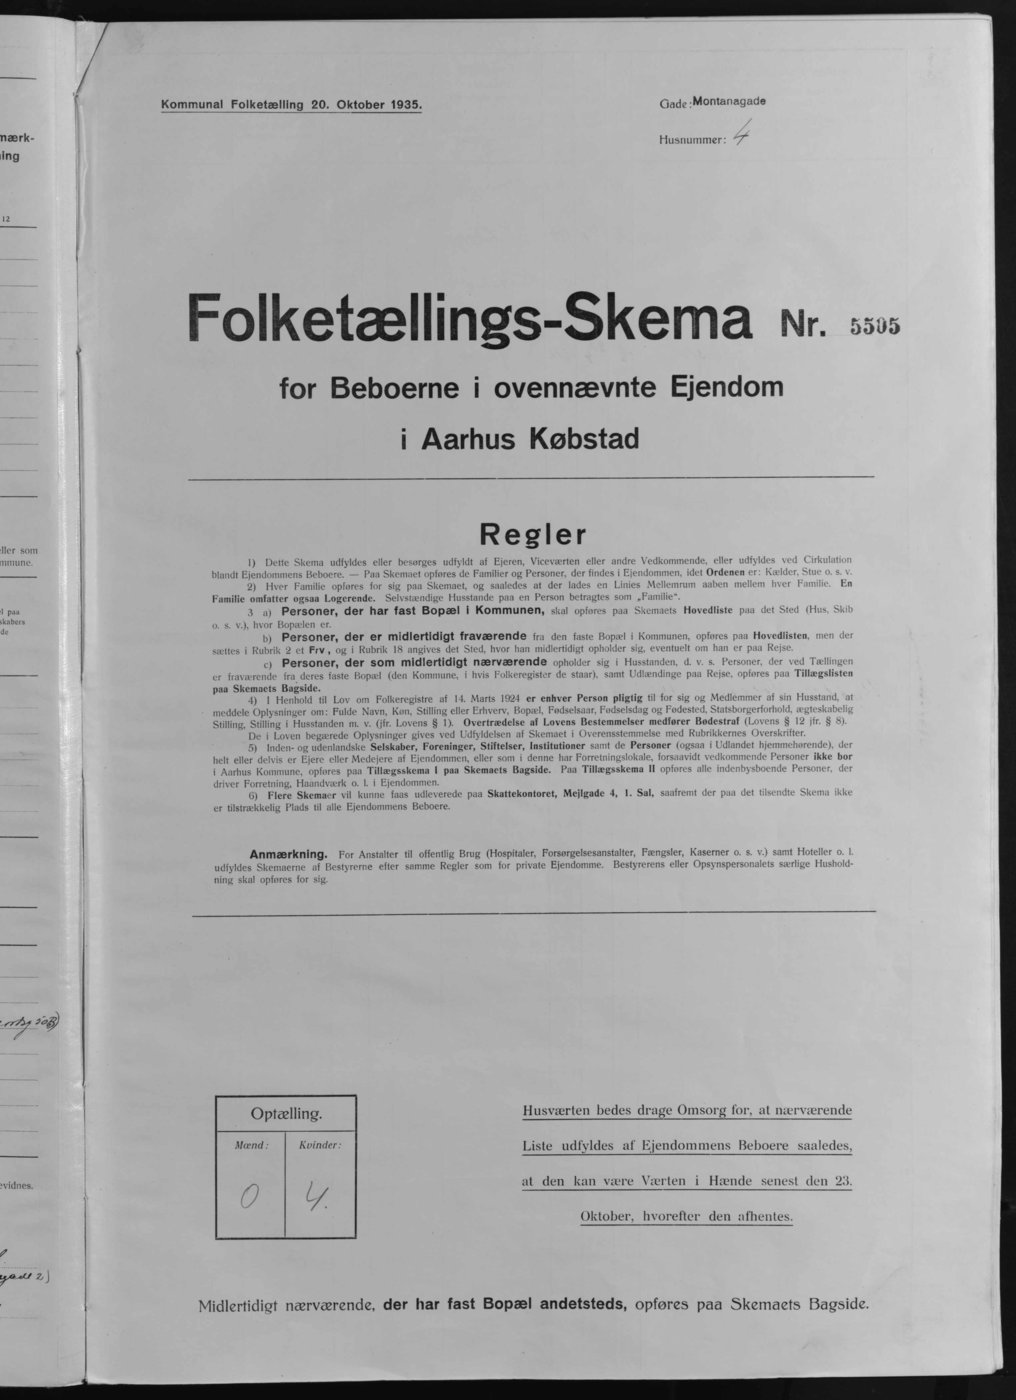 Kommunal Folketælling 20. Oktober 1935.
Gade: Montanagade
Husnummer: 4
Folketællings-Skema Nr. 5505
for Beboerne i ovennævnte Ejendom
i Aarhus Købstad
Regler
1) Dette Skema udfyldes eller besørges udfyldt af Ejeren, Viceværten eller andre Vedkommende, eller udfyldes ved Cirkulation
blandt Ejendommens Beboere. — Paa Skemaet opføres de Familier og Personer, der findes i Ejendommen, idet Ordenen er: Kælder, Stue o. s. v.
2) Hver Familie opføres for sig paa Skemaet, og saaledes at der lades en Linies Mellemrum aaben mellem hver Familie. En
Familie omfatter ogsaa Logerende. Selvstændige Husstande paa en Person betragtes som „Familie“.
3 a) Personer, der har fast Bopæl i Kommunen, skal opføres paa Skemaets Hovedliste paa det Sted (Hus, Skib
o. s. v.), hvor Bopælen er.
b) Personer, der er midlertidigt fraværende fra den faste Bopæl i Kommunen, opføres paa Hovedlisten, men der
sættes i Rubrik 2 et Frv, og i Rubrik 18 angives det Sted, hvor han midlertidigt opholder sig, eventuelt om han er paa Rejse.
c) Personer, der som midlertidigt nærværende opholder sig i Husstanden, d. v. s. Personer, der ved Tællingen
er fraværende fra deres faste Bopæl (den Kommune, i hvis Folkeregister de staar), samt Udlændinge paa Rejse, opføres paa Tillægslisten
paa Skemaets Bagside.
4) I Henhold til Lov om Folkeregistre af 14. Marts 1924 er enhver Person pligtig til for sig og Medlemmer af sin Husstand, at
meddele Oplysninger om: Fulde Navn, Køn, Stilling eller Erhverv, Bopæl, Fødselsaar, Fødselsdag og Fødested, Statsborgerforhold, ægteskabelig
Stilling, Stilling i Husstanden m. v. (jfr. Lovens § 1). Overtrædelse af Lovens Bestemmelser medfører Bødestraf (Lovens § 12 jfr. § 8).
De i Loven begærede Oplysninger gives ved Udfyldelsen af Skemaet i Overensstemmelse med Rubrikkernes Overskrifter.
5) Inden- og udenlandske Selskaber, Foreninger, Stiftelser, Institutioner samt de Personer (ogsaa i Udlandet hjemmehørende), der
helt eller delvis er Ejere eller Medejere af Ejendommen, eller som i denne har Forretningslokale, forsaavidt vedkommende Personer ikke bor
i Aarhus Kommune, opføres paa Tillægsskema I paa Skemaets Bagside. Paa Tillægsskema II opføres alle indenbysboende Personer, der
driver Forretning, Haandværk o. l. i Ejendommen.
6) Flere Skemaer vil kunne faas udleverede paa Skattekontoret, Mejlgade 4, 1. Sal, saafremt der paa det tilsendte Skema ikke
er tilstrækkelig Plads til alle Ejendommens Beboere.
Anmærkning. For Anstalter til offentlig Brug (Hospitaler, Forsørgelsesanstalter, Fængsler, Kaserner o. s. v.) samt Hoteller o. l.
udfyldes Skemaerne af Bestyrerne efter samme Regler som for private Ejendomme. Bestyrerens eller Opsynspersonalets særlige Hushold-
ning skal opføres for sig.
Optælling.
Mænd: Kvinder:
0 4.
Husværten bedes drage Omsorg for, at nærværende
Liste udfyldes af Ejendommens Beboere saaledes,
at den kan være Værten i Hænde senest den 23.
Oktober, hvorefter den afhentes.
Midlertidigt nærværende, der har fast Bopæl andetsteds, opføres paa Skemaets Bagside.